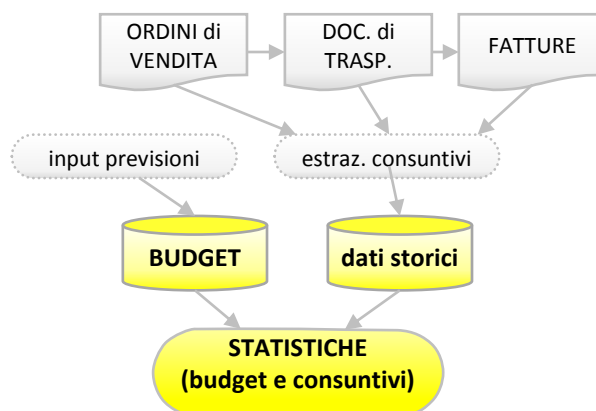 ORDINI di
VENDITA
DOC. di
TRASP.
FATTURE
input previsioni
estraz. consuntivi
BUDGET
dati storici
STATISTICHE
(budget e consuntivi)